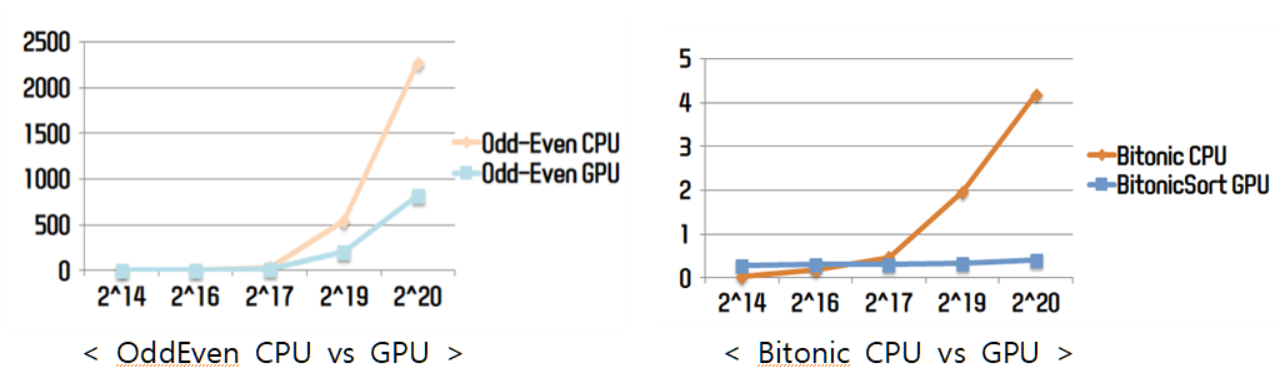 2500
2000
1500
1000
500
0
2^14 2^16 2^17 2^19 2^20
Odd-Even CPU
Odd-Even GPU
< OddEven CPU vs GPU >
5
4
3
2
1
0
2^14 2^16 2^17 2^19 2^20
Bitonic CPU
BitonicSort GPU
< Bitonic CPU vs GPU >